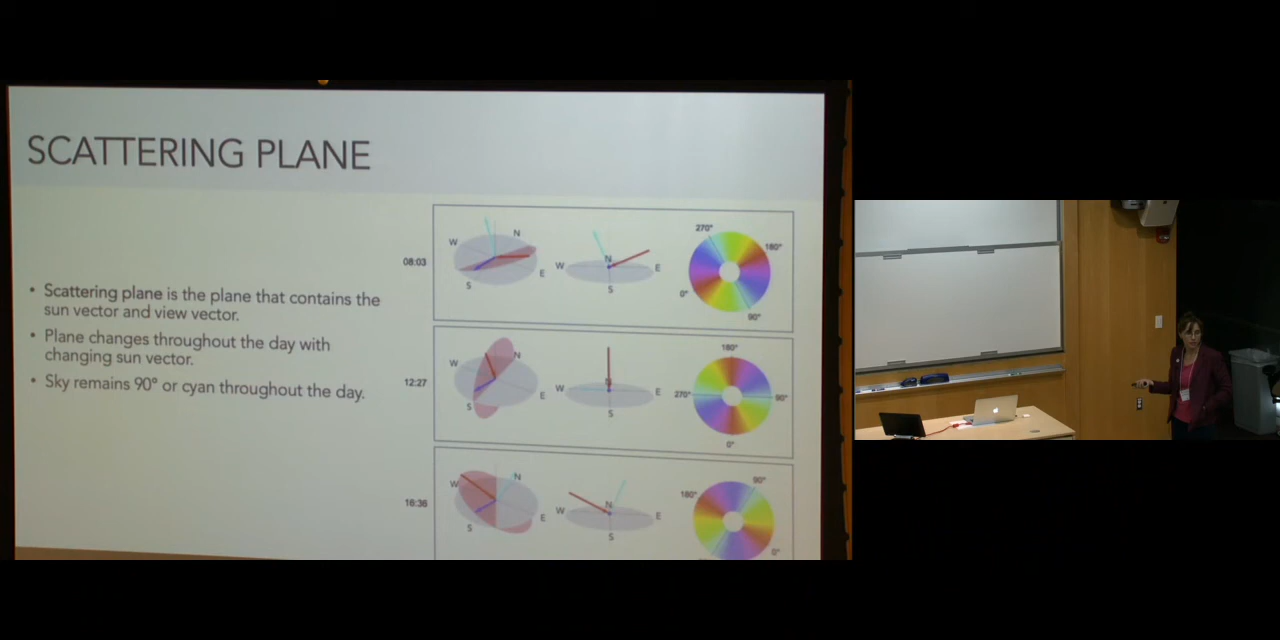 SCATTERING PLANE
• Scattering plane is the plane that contains the
sun vector and view vector.
• Plane changes throughout the day with
changing sun vector.
• Sky remains 90° or cyan throughout the day.
08:03
W N E S
W N E S
270° 180° 0° 90°
12:27
W N E S
W N E S
180° 270° 90° 0°
16:36
W N E S
W N E S
90° 180° 0°